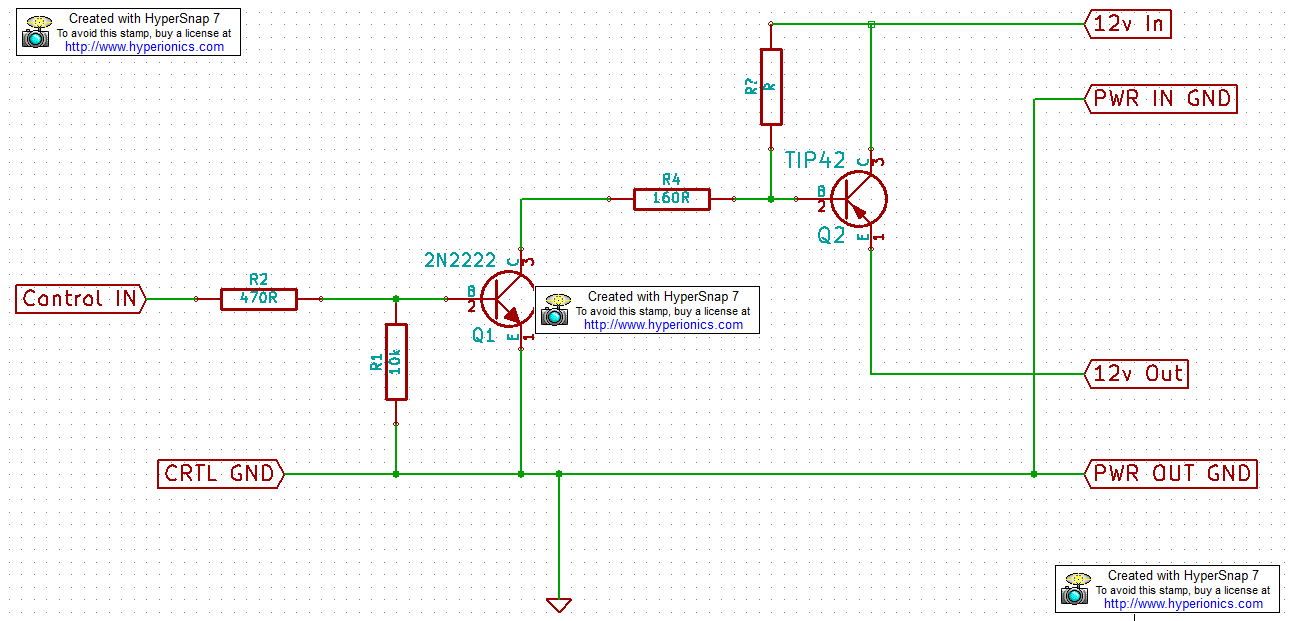 Created with HyperSnap 7
To avoid this stamp, buy a license at
http://www.hyperionics.com
12v In
PWR IN GND
R?
R
TIP42
C
3
B
2
Q2
E
1
R4
160R
2N2222
C
3
B
2
Q1
E
1
Created with HyperSnap 7
To avoid this stamp, buy a license at
http://www.hyperionics.com
Control IN
R2
470R
R1
10k
12v Out
CRTL GND
PWR OUT GND
Created with HyperSnap 7
To avoid this stamp, buy a license at
http://www.hyperionics.com